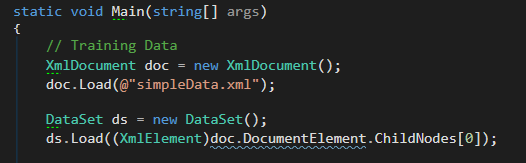 static void Main(string[] args)
{
// Training Data
XmlDocument doc = new XmlDocument();
doc.Load(@"simpleData.xml");
DataSet ds = new DataSet();
ds.Load((XmlElement)doc.DocumentElement.ChildNodes[0]);